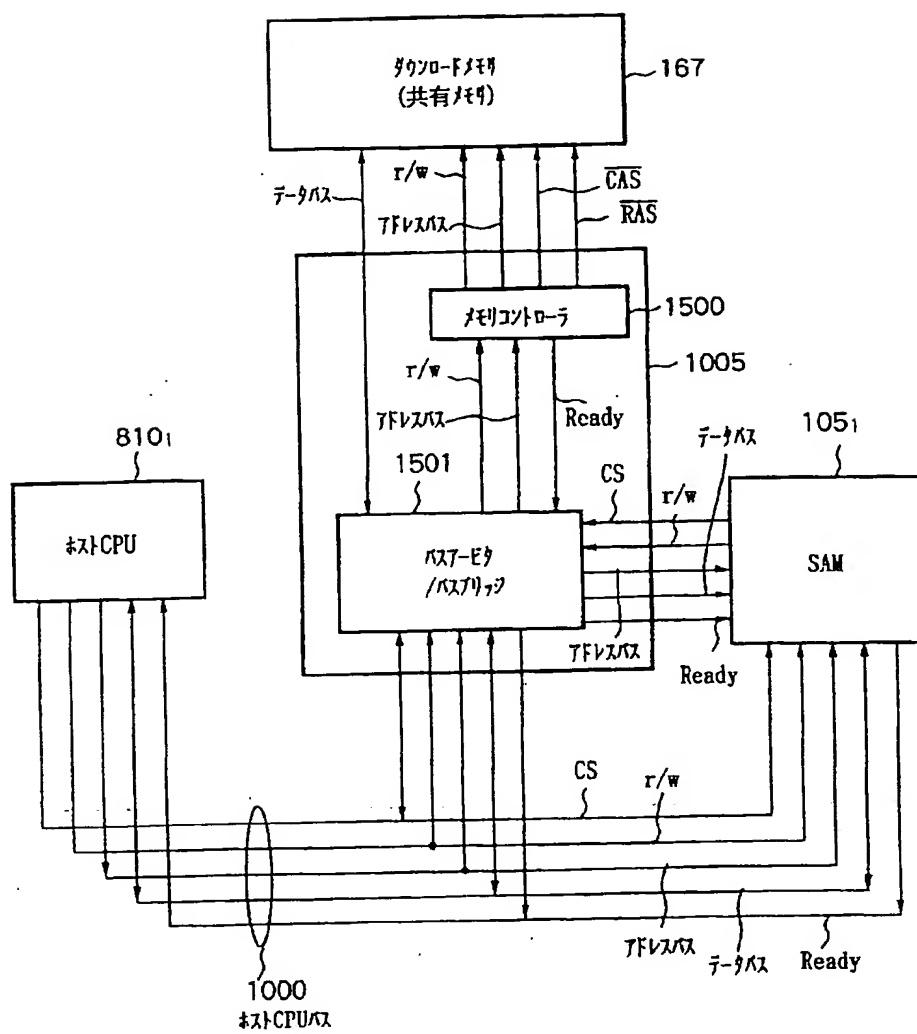 ダウンロードメモリ
(共有メモリ)
167
データバス
r/w
アドレスバス
C̅A̅S̅
R̅A̅S̅
メモリコントローラ
1500
1005
r/w
アドレスバス
Ready
データバス
810₁
1501
105₁
CS
r/w
ホストCPU
バスアービタ
/バスブリッジ
SAM
アドレスバス
Ready
CS
r/w
アドレスバス
データバス
Ready
1000
ホストCPUバス